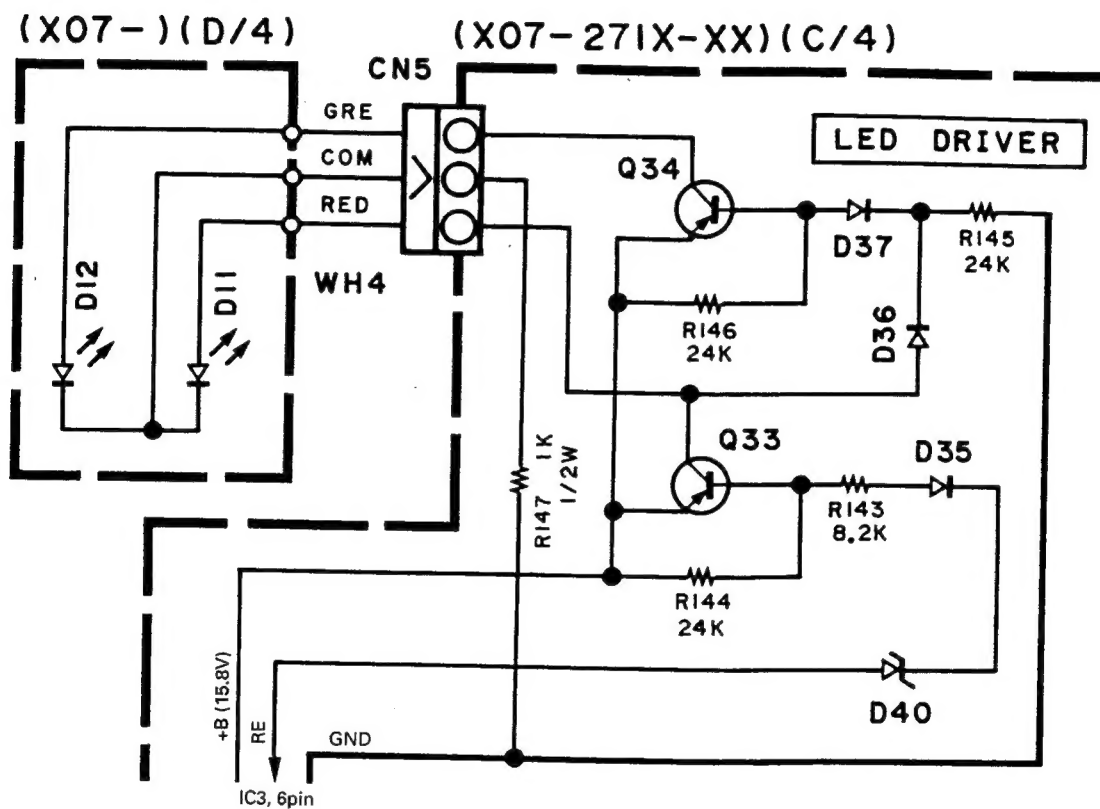 (X07-)(D/4)
(X07-271X-XX)(C/4)
CN5
GRE
COM
RED
WH4
LED DRIVER
Q34
D37
R145
24K
D12
D11
R146
24K
D36
Q33
D35
R147 1K
1/2W
R143
8.2K
R144
24K
D40
+B (15.8V)
RE
GND
IC3, 6pin